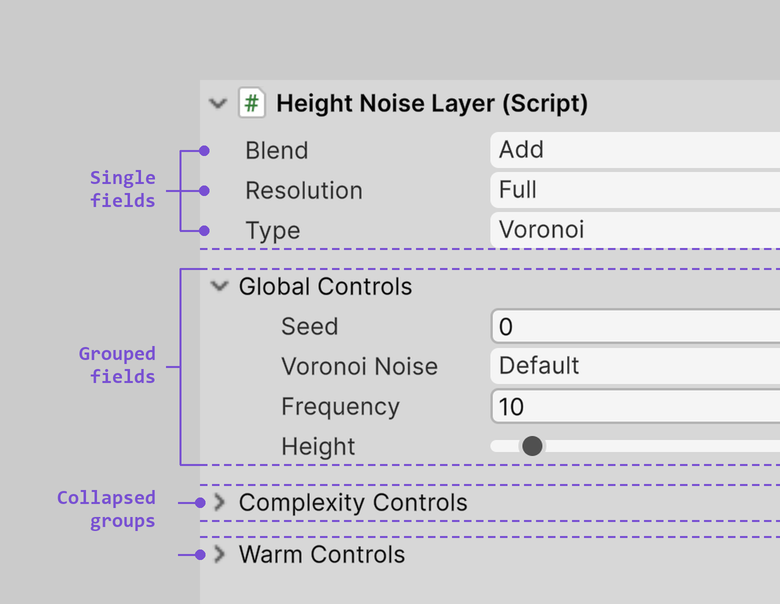 # Height Noise Layer (Script)
Single
fields
Blend Add
Resolution Full
Type Voronoi
Grouped
fields
Global Controls
Seed 0
Voronoi Noise Default
Frequency 10
Height
Collapsed
groups
Complexity Controls
Warm Controls